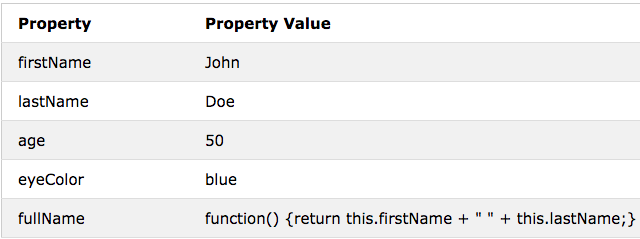 Property Property Value
firstName John
lastName Doe
age 50
eyeColor blue
fullName function() {return this.firstName + " " + this.lastName;}